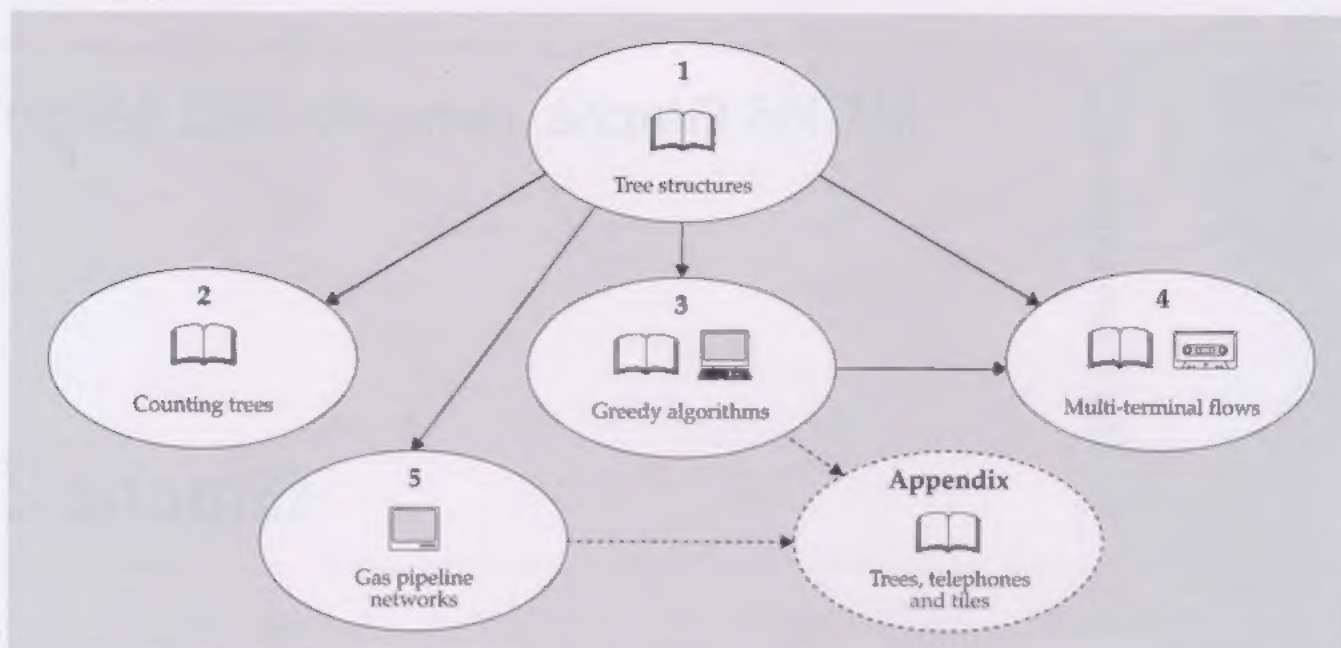 1
Tree structures
2
Counting trees
3
Greedy algorithms
4
Multi-terminal flows
5
Gas pipeline
networks
Appendix
Trees, telephones
and tiles